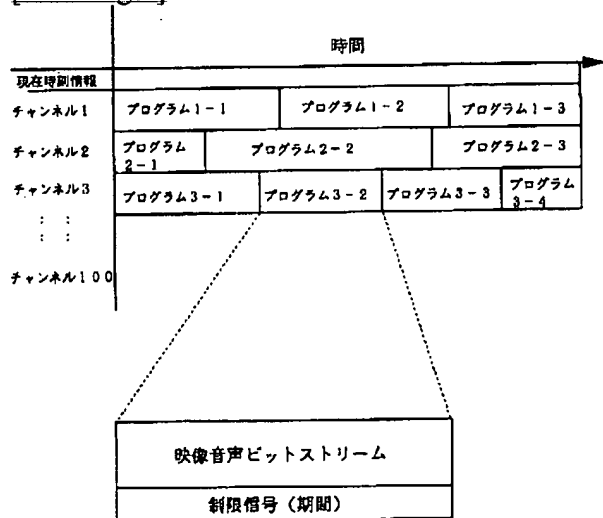 時間
現在時刻情報
チャンネル1 プログラム1-1 プログラム1-2 プログラム1-3
チャンネル2 プログラム2-1 プログラム2-2 プログラム2-3
チャンネル3 プログラム3-1 プログラム3-2 プログラム3-3 プログラム3-4
: :
: :
チャンネル100
映像音声ビットストリーム
制限信号(期間)